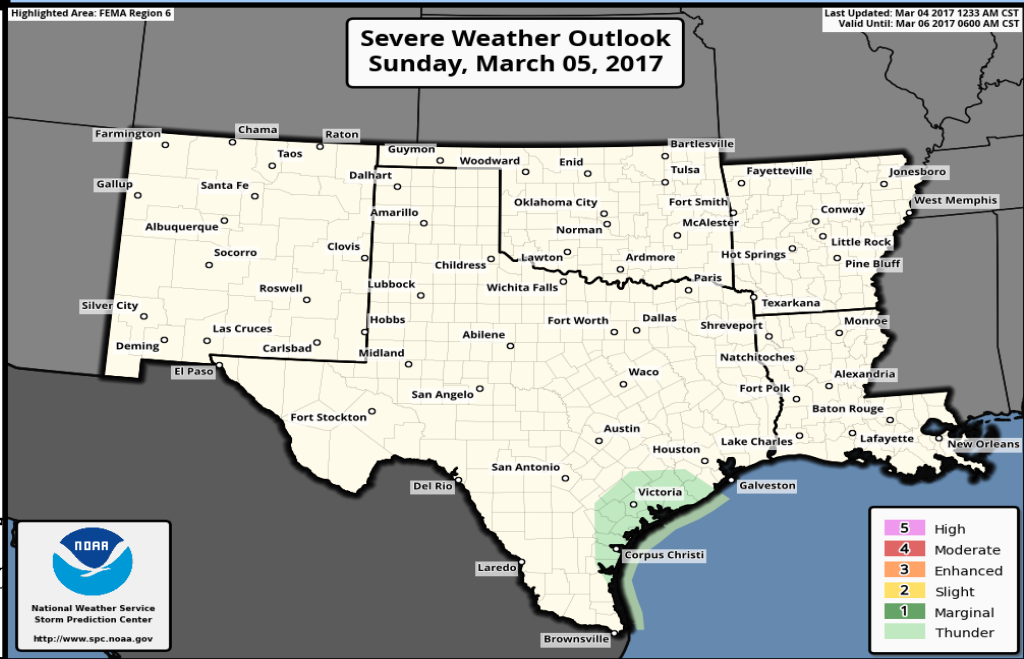 Highlighted Area: FEMA Region 6
Last Updated: Mar 04 2017 1233 AM CST
Valid Until: Mar 06 2017 0600 AM CST
Severe Weather Outlook
Sunday, March 05, 2017
Farmington
Chama
Raton
Guymon
Bartlesville
Taos
Woodward
Enid
Tulsa
Fayetteville
Jonesboro
Gallup
Santa Fe
Dalhart
Oklahoma City
Fort Smith
West Memphis
Albuquerque
Amarillo
Norman
McAlester
Conway
Socorro
Clovis
Childress
Lawton
Ardmore
Hot Springs
Little Rock
Pine Bluff
Roswell
Lubbock
Wichita Falls
Paris
Texarkana
Silver City
Las Cruces
Hobbs
Abilene
Fort Worth
Dallas
Shreveport
Monroe
Deming
Carlsbad
Midland
Natchitoches
El Paso
San Angelo
Waco
Fort Polk
Alexandria
Fort Stockton
Austin
Baton Rouge
Houston
Lake Charles
Lafayette
New Orleans
Del Rio
San Antonio
Victoria
Galveston
Laredo
Corpus Christi
Brownsville
NOAA
National Weather Service
Storm Prediction Center
http://www.spc.noaa.gov
5 High
4 Moderate
3 Enhanced
2 Slight
1 Marginal
Thunder